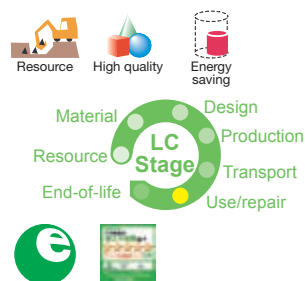 Resource
High quality
Energy
saving
Material
Design
Production
LC
Stage
Resource
Transport
End-of-life
Use/repair
e